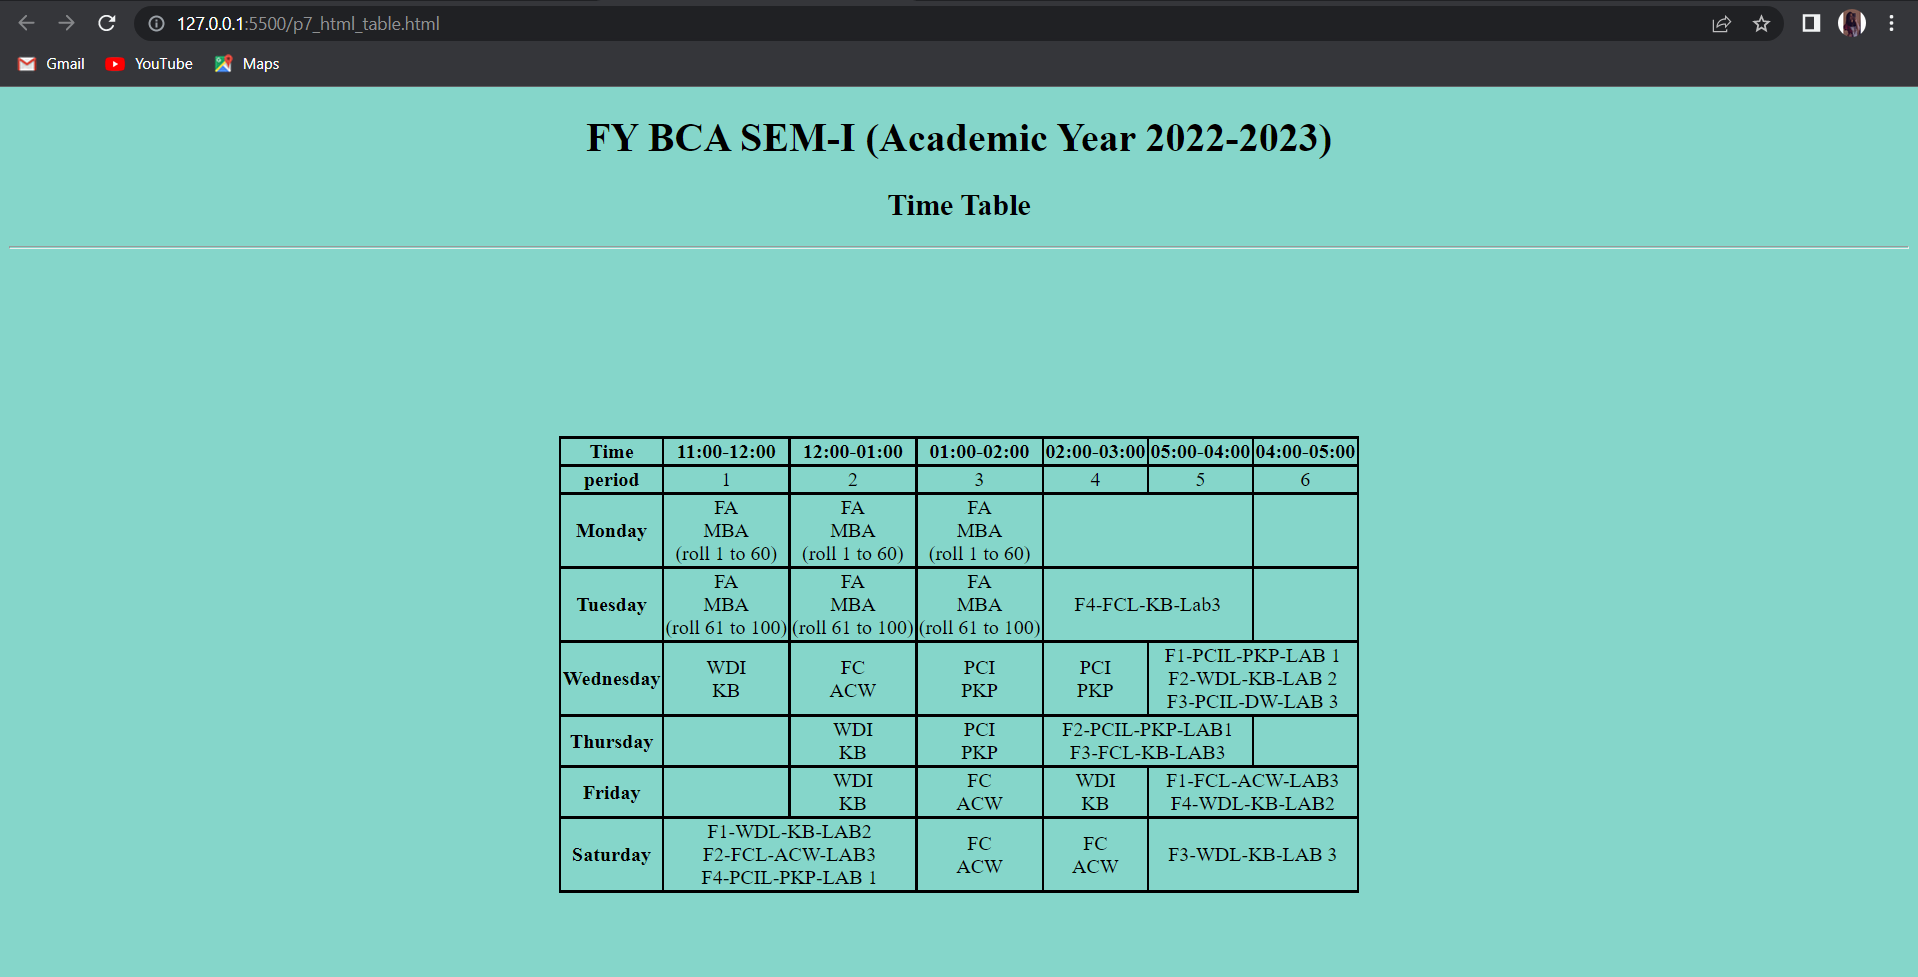 127.0.0.1:5500/p7_html_table.html
Gmail YouTube Maps
FY BCA SEM-I (Academic Year 2022-2023)
Time Table
Time 11:00-12:00 12:00-01:00 01:00-02:00 02:00-03:00 05:00-04:00 04:00-05:00
period 1 2 3 4 5 6
Monday
FA
MBA
(roll 1 to 60)
FA
MBA
(roll 1 to 60)
FA
MBA
(roll 1 to 60)
Tuesday
FA
MBA
(roll 61 to 100)
FA
MBA
(roll 61 to 100)
FA
MBA
(roll 61 to 100)
F4-FCL-KB-Lab3
Wednesday
WDI
KB
FC
ACW
PCI
PKP
PCI
PKP
F1-PCIL-PKP-LAB 1
F2-WDL-KB-LAB 2
F3-PCIL-DW-LAB 3
Thursday
WDI
KB
PCI
PKP
F2-PCIL-PKP-LAB1
F3-FCL-KB-LAB3
Friday
WDI
KB
FC
ACW
WDI
KB
F1-FCL-ACW-LAB3
F4-WDL-KB-LAB2
Saturday
F1-WDL-KB-LAB2
F2-FCL-ACW-LAB3
F4-PCIL-PKP-LAB 1
FC
ACW
FC
ACW
F3-WDL-KB-LAB 3